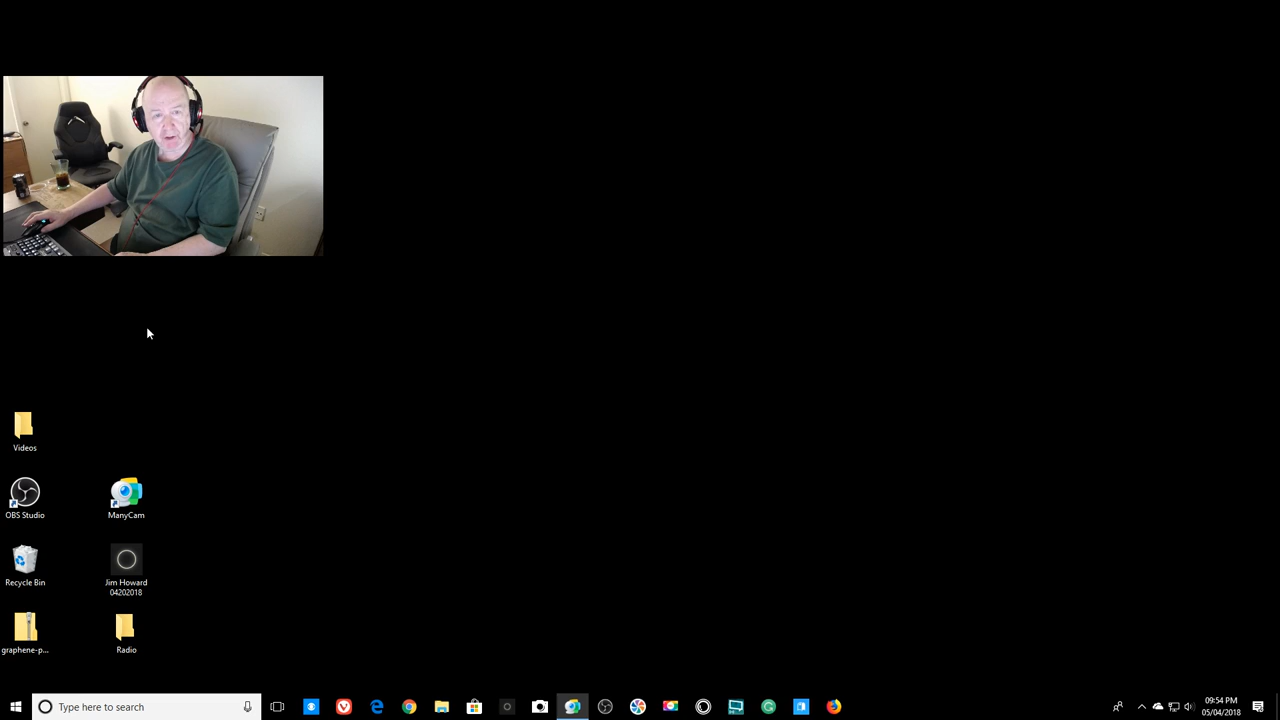 Videos
OBS Studio
ManyCam
Recycle Bin
Jim Howard
04202018
graphene-p...
Radio
Type here to search
09:54 PM
05/04/2018